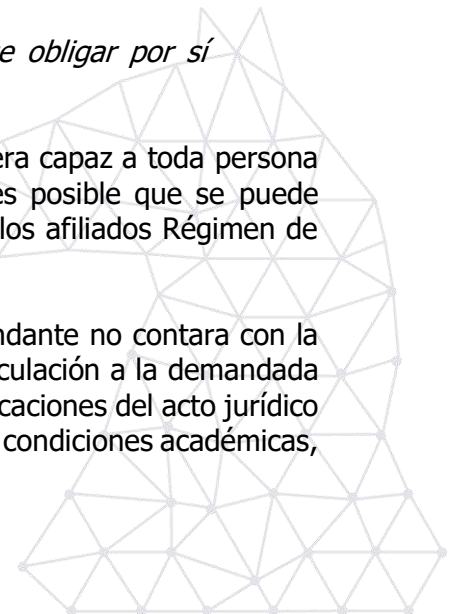 e obligar por sí
era capaz a toda persona
es posible que se puede
los afiliados Régimen de
ndante no contara con la
culación a la demandada
caciones del acto jurídico
condiciones académicas,